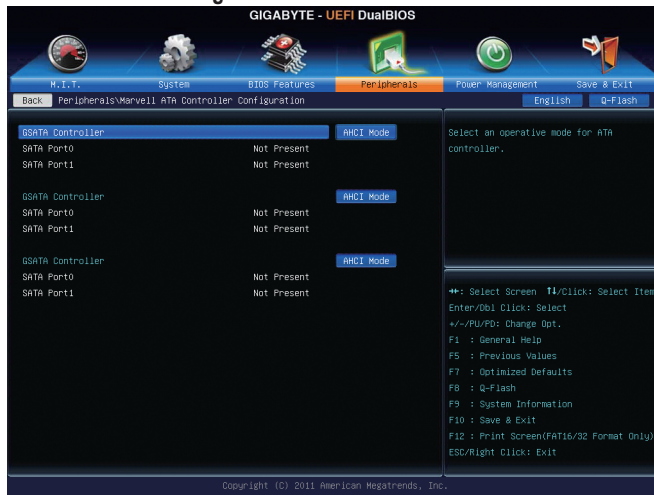 GIGABYTE - UEFI DualBIOS
M.I.T.
System
BIOS Features
Peripherals
Power Management
Save & Exit
Back
Peripherals\Marvell ATA Controller Configuration
English
Q-Flash
GSATA Controller AHCI Mode
SATA Port0 Not Present
SATA Port1 Not Present
GSATA Controller AHCI Mode
SATA Port0 Not Present
SATA Port1 Not Present
GSATA Controller AHCI Mode
SATA Port0 Not Present
SATA Port1 Not Present
Select an operative mode for ATA
controller.
↔: Select Screen ↑↓/Click: Select Item
Enter/Dbl Click: Select
+/-/PU/PD: Change Opt.
F1 : General Help
F5 : Previous Values
F7 : Optimized Defaults
F8 : Q-Flash
F9 : System Information
F10 : Save & Exit
F12 : Print Screen(FAT16/32 Format Only)
ESC/Right Click: Exit
Copyright (C) 2011 American Megatrends, Inc.